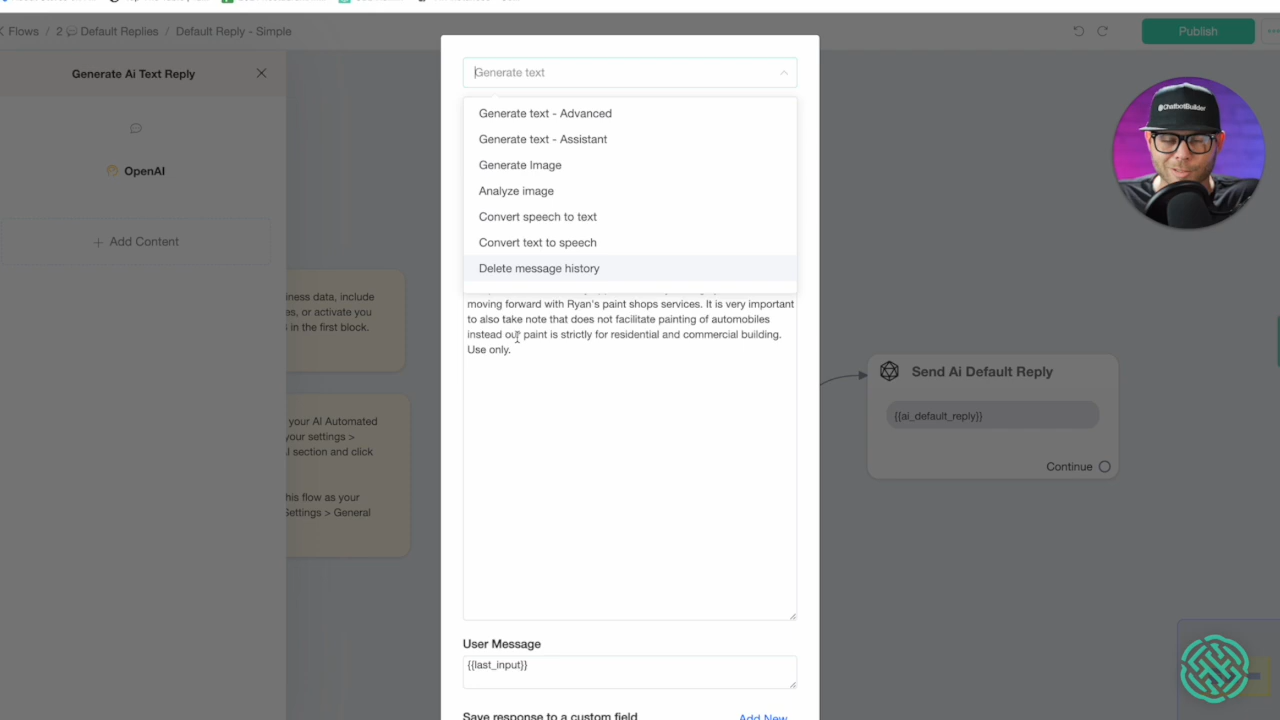 Flows / 2 Default Replies / Default Reply - Simple
Publish
Generate Ai Text Reply
OpenAI
+ Add Content
iness data, include
es, or activate you
s in the first block.
your AI Automated
your settings >
I section and click
his flow as your
Settings > General
Generate text
Generate text - Advanced
Generate text - Assistant
Generate Image
Analyze image
Convert speech to text
Convert text to speech
Delete message history
moving forward with Ryan's paint shops services. It is very important
to also take note that does not facilitate painting of automobiles
instead our paint is strictly for residential and commercial building.
Use only.
User Message
{{last_input}}
Save response to a custom field
Add New
@ChatbotBuilder
Send Ai Default Reply
{{ai_default_reply}}
Continue